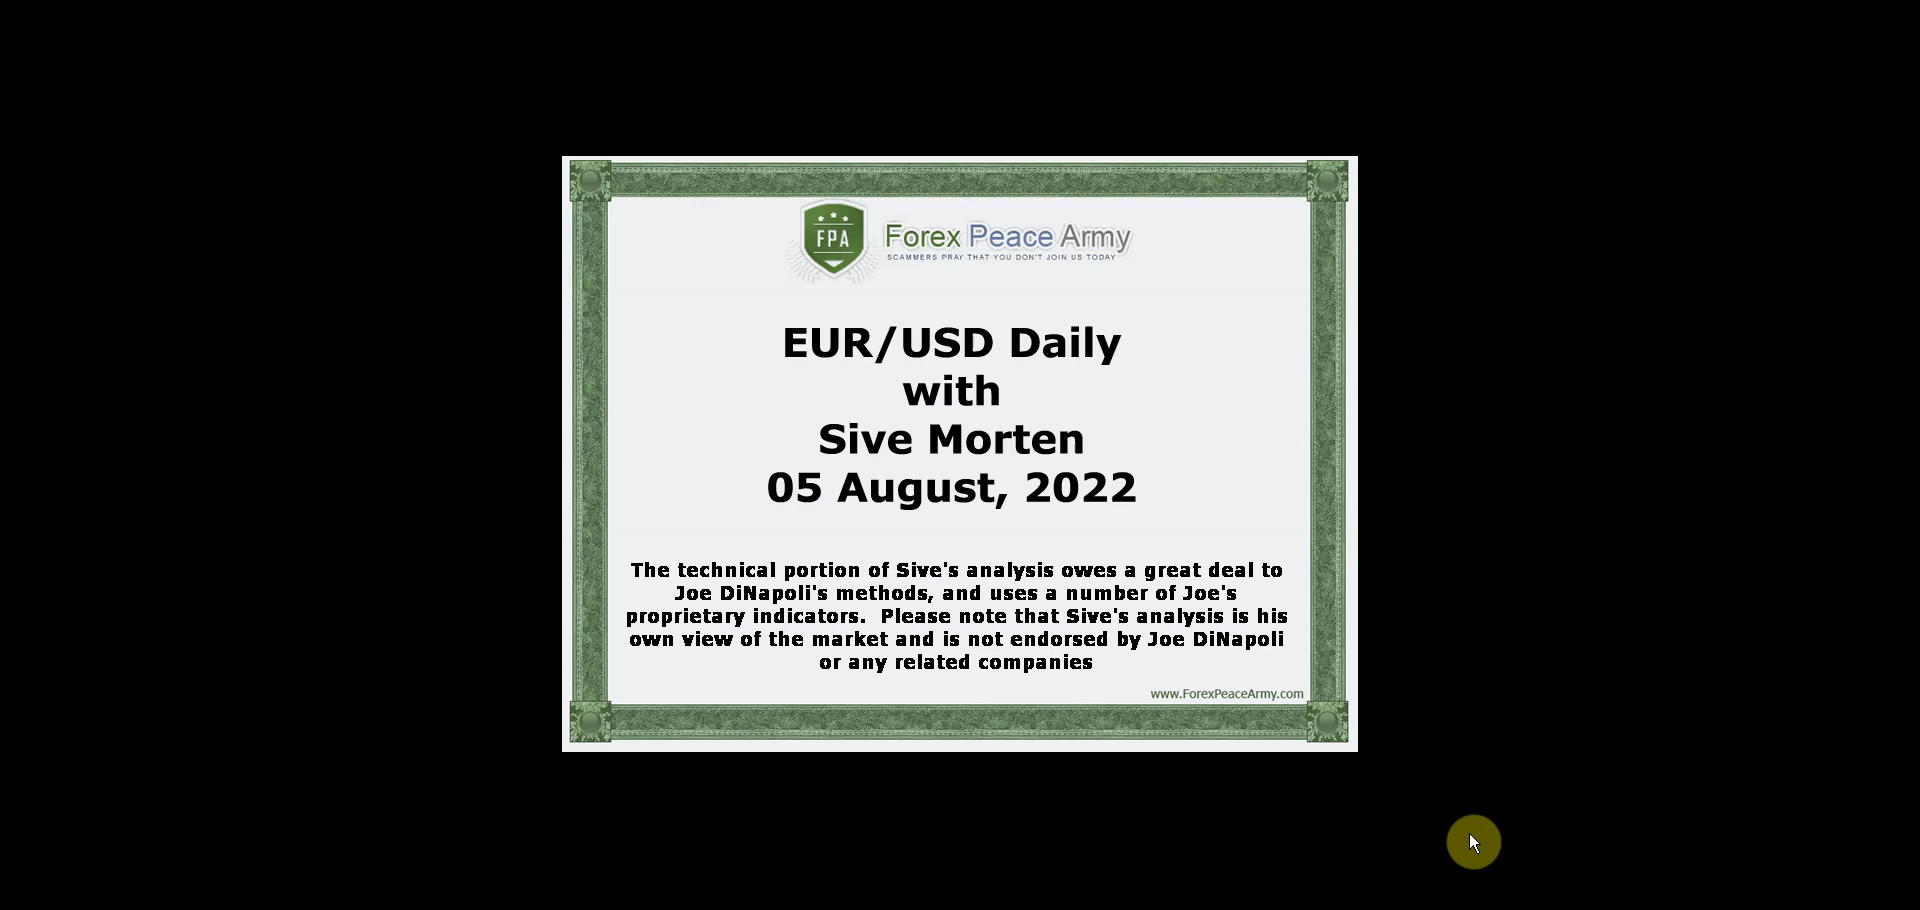 FPA
Forex Peace Army
SCAMMERS PRAY THAT YOU DON'T JOIN US TODAY
EUR/USD Daily
with
Sive Morten
05 August, 2022
The technical portion of Sive's analysis owes a great deal to
Joe DiNapoli's methods, and uses a number of Joe's
proprietary indicators.  Please note that Sive's analysis is his
own view of the market and is not endorsed by Joe DiNapoli
or any related companies
www.ForexPeaceArmy.com